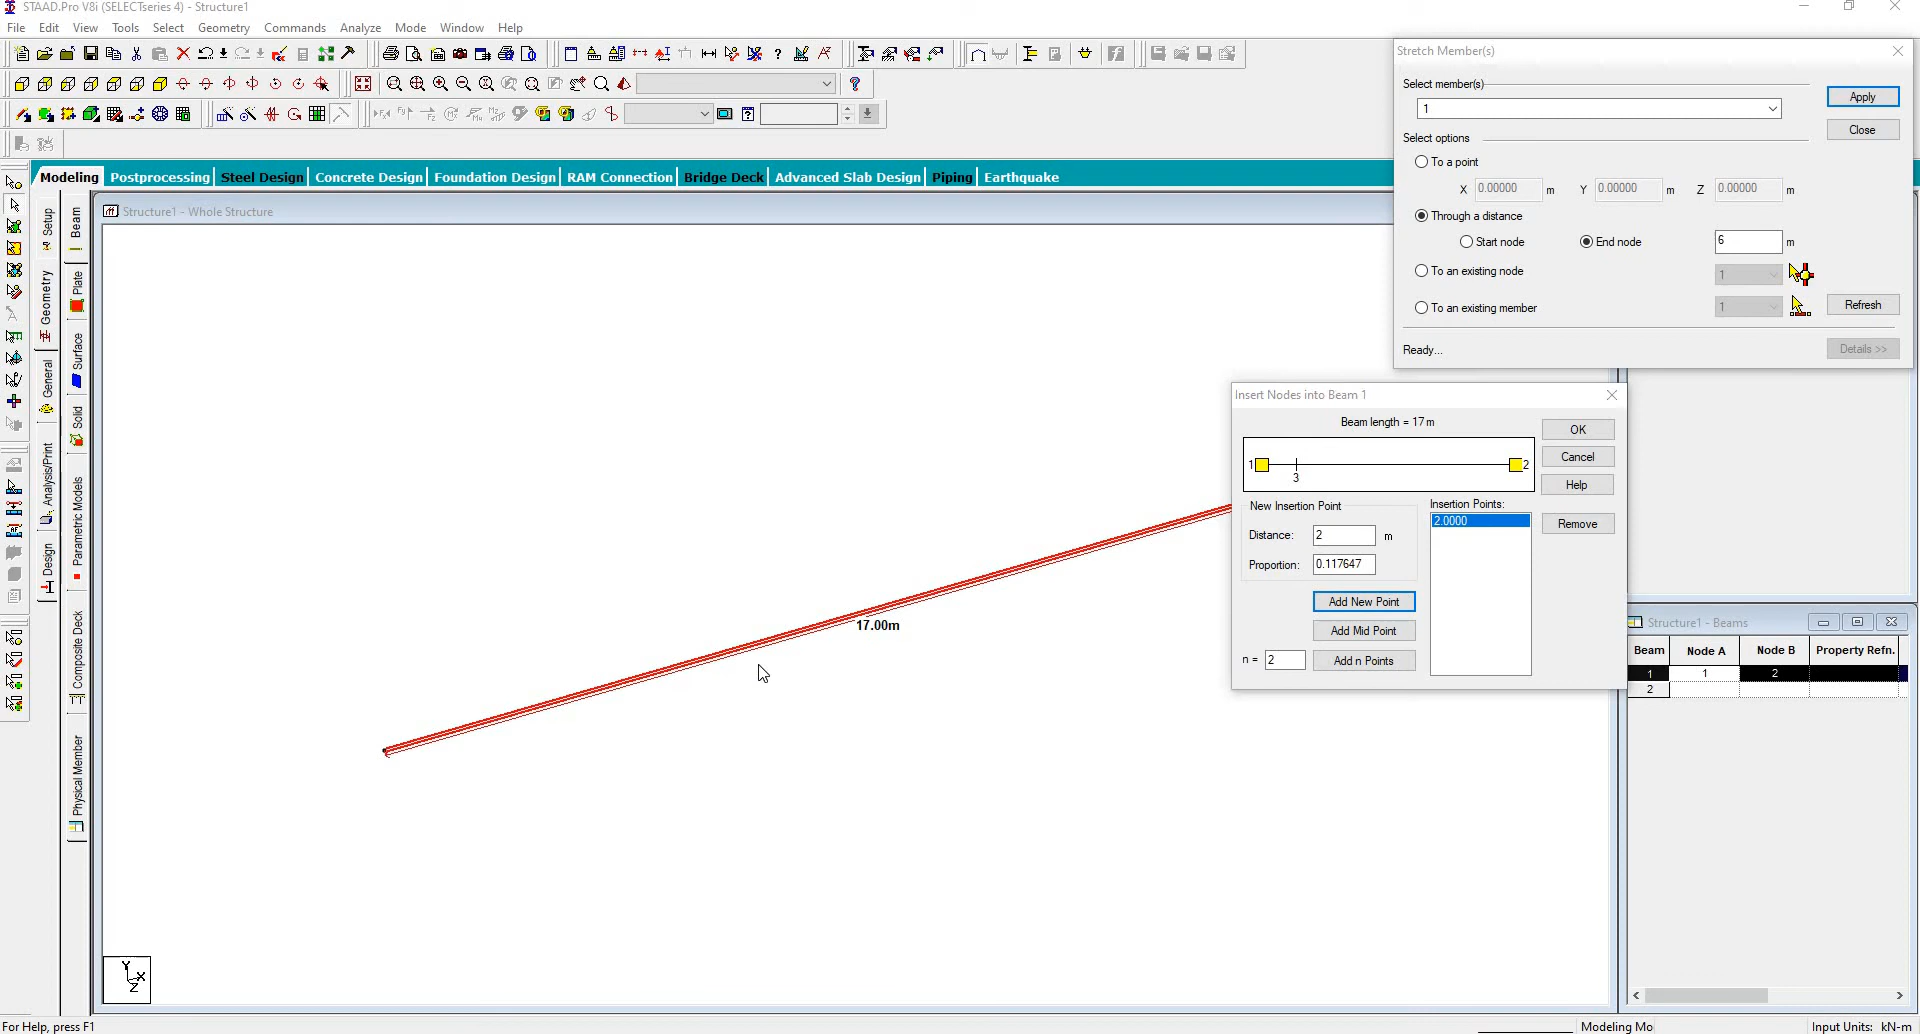 STAAD.Pro V8i (SELECTseries 4) - Structure1
File Edit View Tools Select Geometry Commands Analyze Mode Window Help
Modeling Postprocessing Steel Design Concrete Design Foundation Design RAM Connection Bridge Deck Advanced Slab Design Piping Earthquake
Setup
Geometry
General
Analysis/Print
Design
Beam
Plate
Surface
Solid
Parametric Models
Composite Deck
Physical Member
Structure1 - Whole Structure
17.00m
Y
X
Z
Stretch Member(s)
Select member(s)
1
Apply
Close
Select options
To a point
X 0.00000 m Y 0.00000 m Z 0.00000 m
Through a distance
Start node End node 6 m
To an existing node 1
To an existing member 1 Refresh
Ready... Details >>
Insert Nodes into Beam 1
Beam length = 17 m
OK
1 2
3
Cancel
Help
New Insertion Point
Insertion Points:
2.0000
Remove
Distance: 2 m
Proportion: 0.117647
Add New Point
Add Mid Point
n = 2 Add n Points
Structure1 - Beams
Beam Node A Node B Property Refn.
1 1 2
2
For Help, press F1
Modeling Mo
Input Units: kN-m